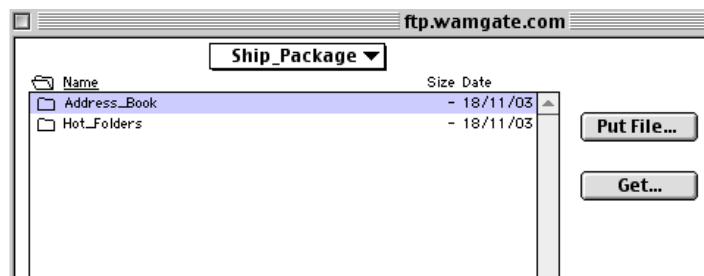 ftp.wamgate.com
Ship_Package
Name Size Date
Address_Book - 18/11/03
Hot_Folders - 18/11/03
Put File...
Get...